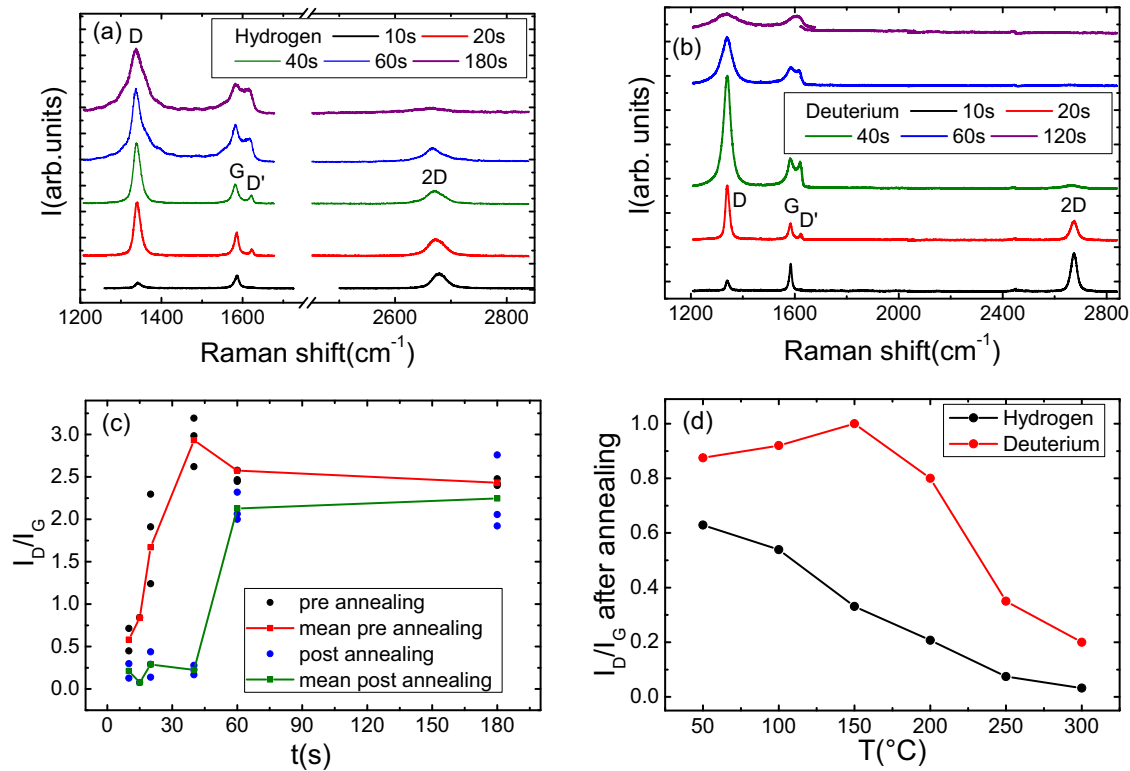 (a)
D
Hydrogen 10s 20s
40s 60s 180s
G
D'
2D
I(arb.units)
1200 1400 1600 2600 2800
Raman shift(cm⁻¹)
(b)
Deuterium 10s 20s
40s 60s 120s
D
G
D'
2D
I(arb. units)
1200 1600 2000 2400 2800
Raman shift(cm⁻¹)
(c)
3.0
2.5
2.0
1.5
1.0
0.5
0.0
I_D/I_G
pre annealing
mean pre annealing
post annealing
mean post annealing
0 30 60 90 120 150 180
t(s)
(d)
Hydrogen
Deuterium
1.0
0.8
0.6
0.4
0.2
0.0
I_D/I_G after annealing
50 100 150 200 250 300
T(°C)